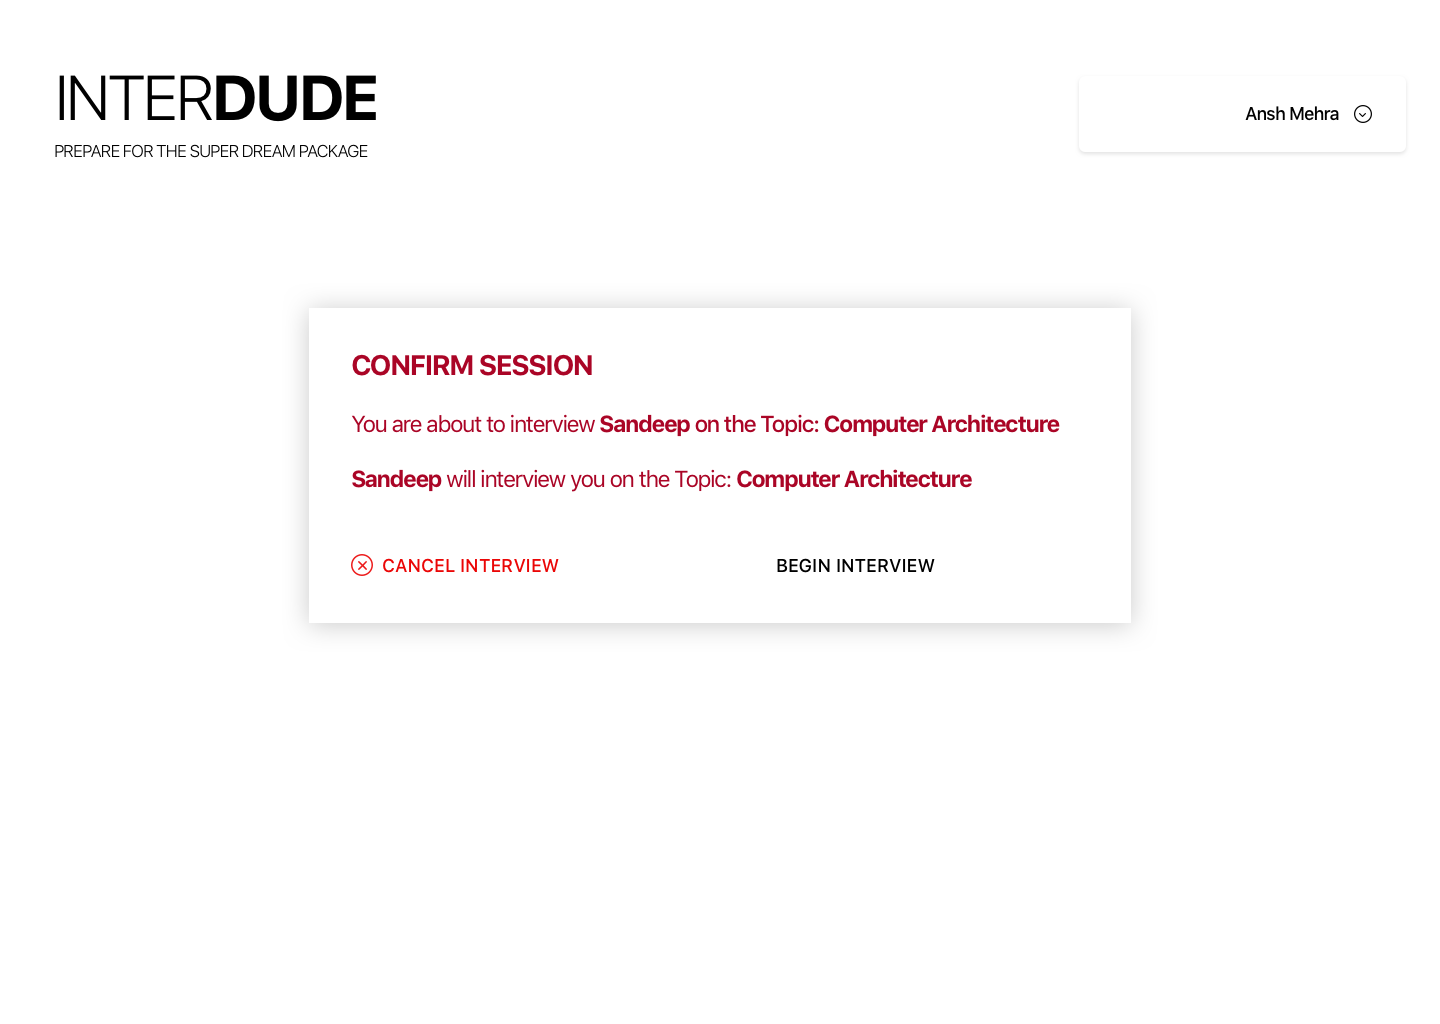 INTERDUDE
PREPARE FOR THE SUPER DREAM PACKAGE
Ansh Mehra
CONFIRM SESSION
You are about to interview Sandeep on the Topic: Computer Architecture
Sandeep will interview you on the Topic: Computer Architecture
CANCEL INTERVIEW
BEGIN INTERVIEW